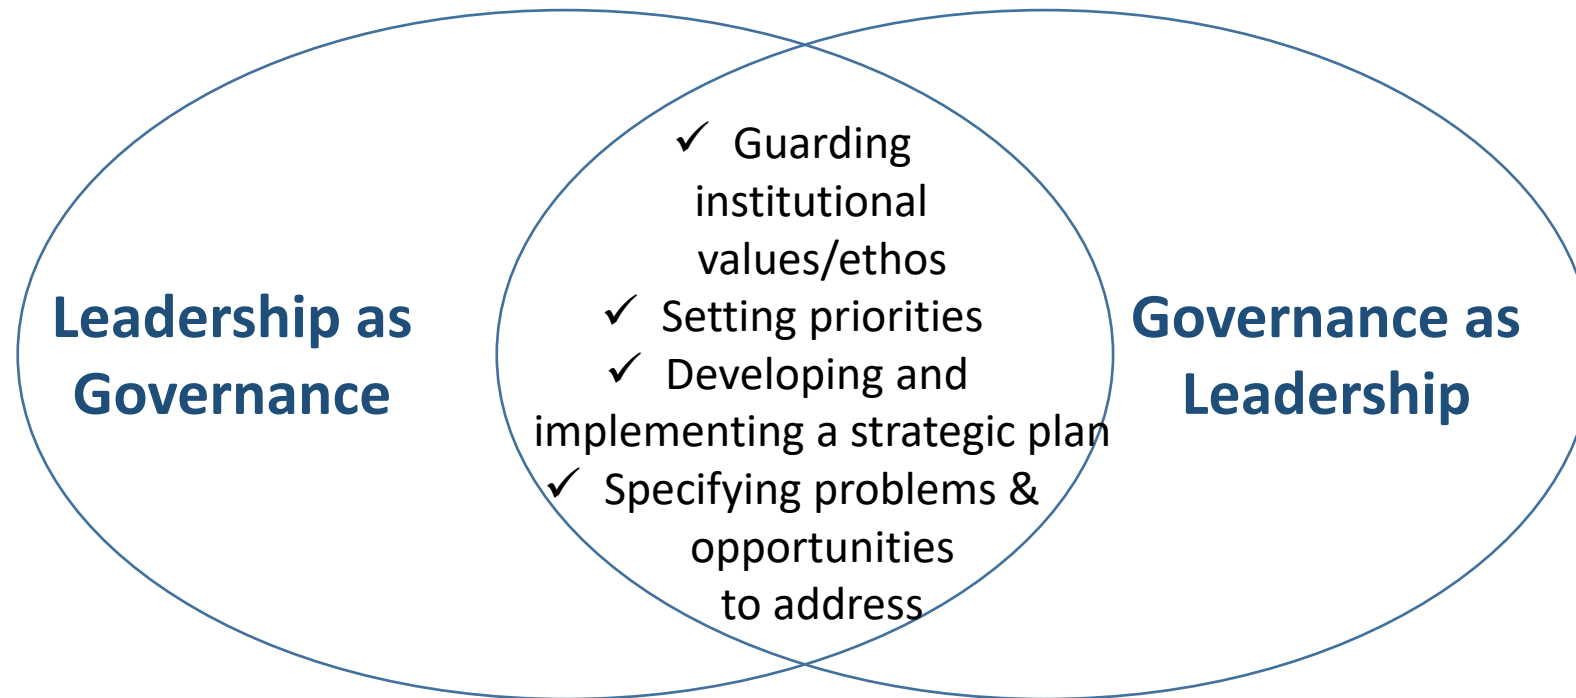 Leadership as
Governance
✓ Guarding
institutional
values/ethos
✓ Setting priorities
✓ Developing and
implementing a strategic plan
✓ Specifying problems &
opportunities
to address
Governance as
Leadership